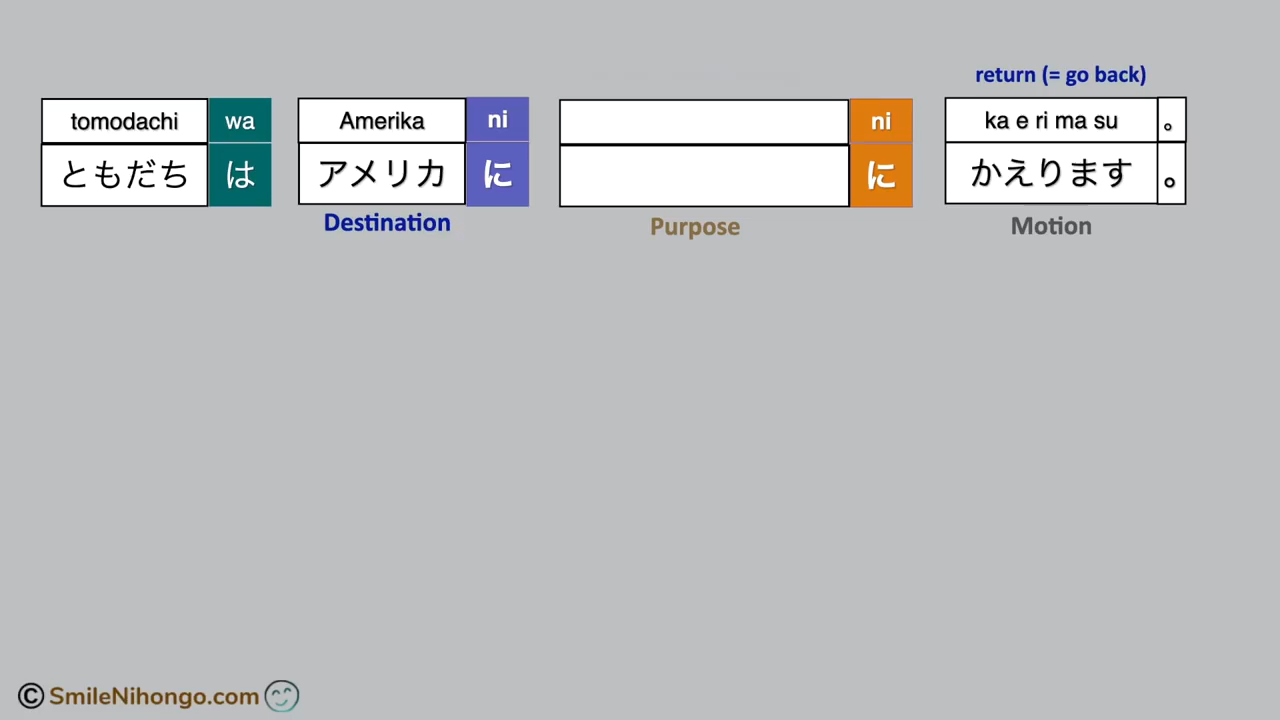 return (= go back)
tomodachi wa Amerika ni ni ka e ri ma su 。
ともだち は アメリカ に に かえります 。
Destination Purpose Motion
© SmileNihongo.com